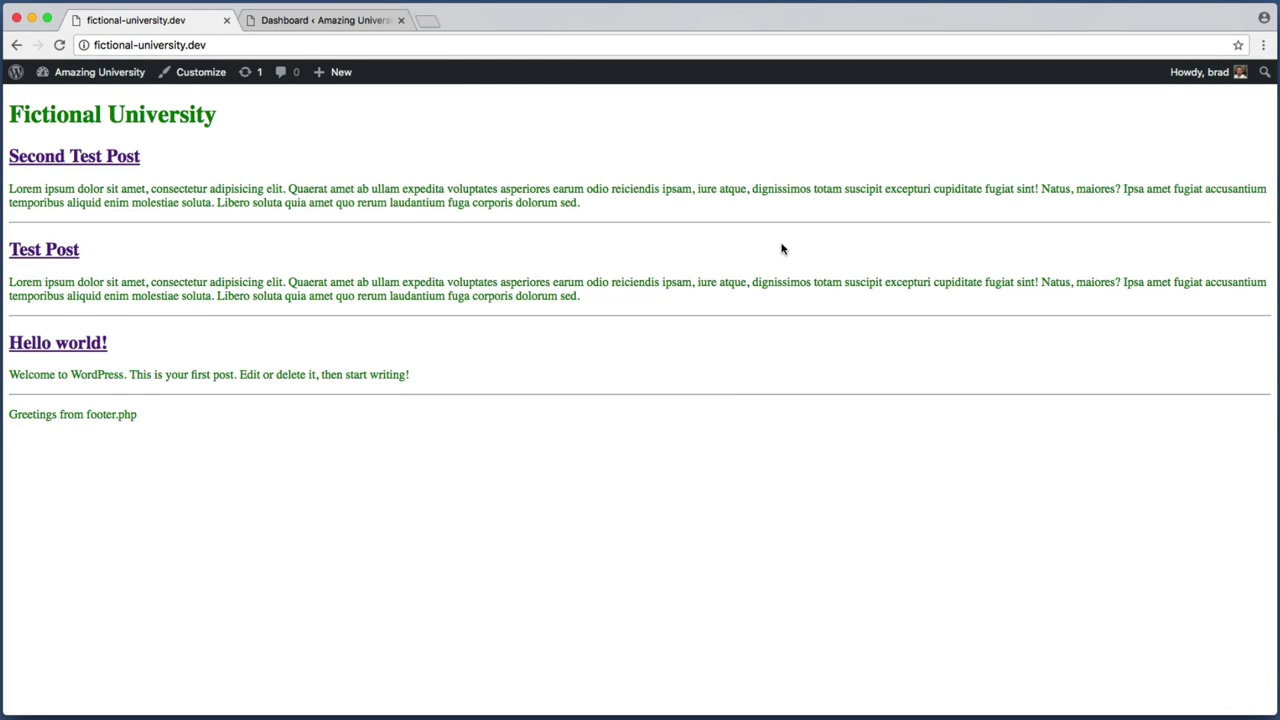 fictional-university.dev
Dashboard ‹ Amazing Universi
fictional-university.dev
Amazing University Customize 1 0 New Howdy, brad
Fictional University
Second Test Post
Lorem ipsum dolor sit amet, consectetur adipisicing elit. Quaerat amet ab ullam expedita voluptates asperiores earum odio reiciendis ipsam, iure atque, dignissimos totam suscipit excepturi cupiditate fugiat sint! Natus, maiores? Ipsa amet fugiat accusantium
temporibus aliquid enim molestiae soluta. Libero soluta quia amet quo rerum laudantium fuga corporis dolorum sed.
Test Post
Lorem ipsum dolor sit amet, consectetur adipisicing elit. Quaerat amet ab ullam expedita voluptates asperiores earum odio reiciendis ipsam, iure atque, dignissimos totam suscipit excepturi cupiditate fugiat sint! Natus, maiores? Ipsa amet fugiat accusantium
temporibus aliquid enim molestiae soluta. Libero soluta quia amet quo rerum laudantium fuga corporis dolorum sed.
Hello world!
Welcome to WordPress. This is your first post. Edit or delete it, then start writing!
Greetings from footer.php